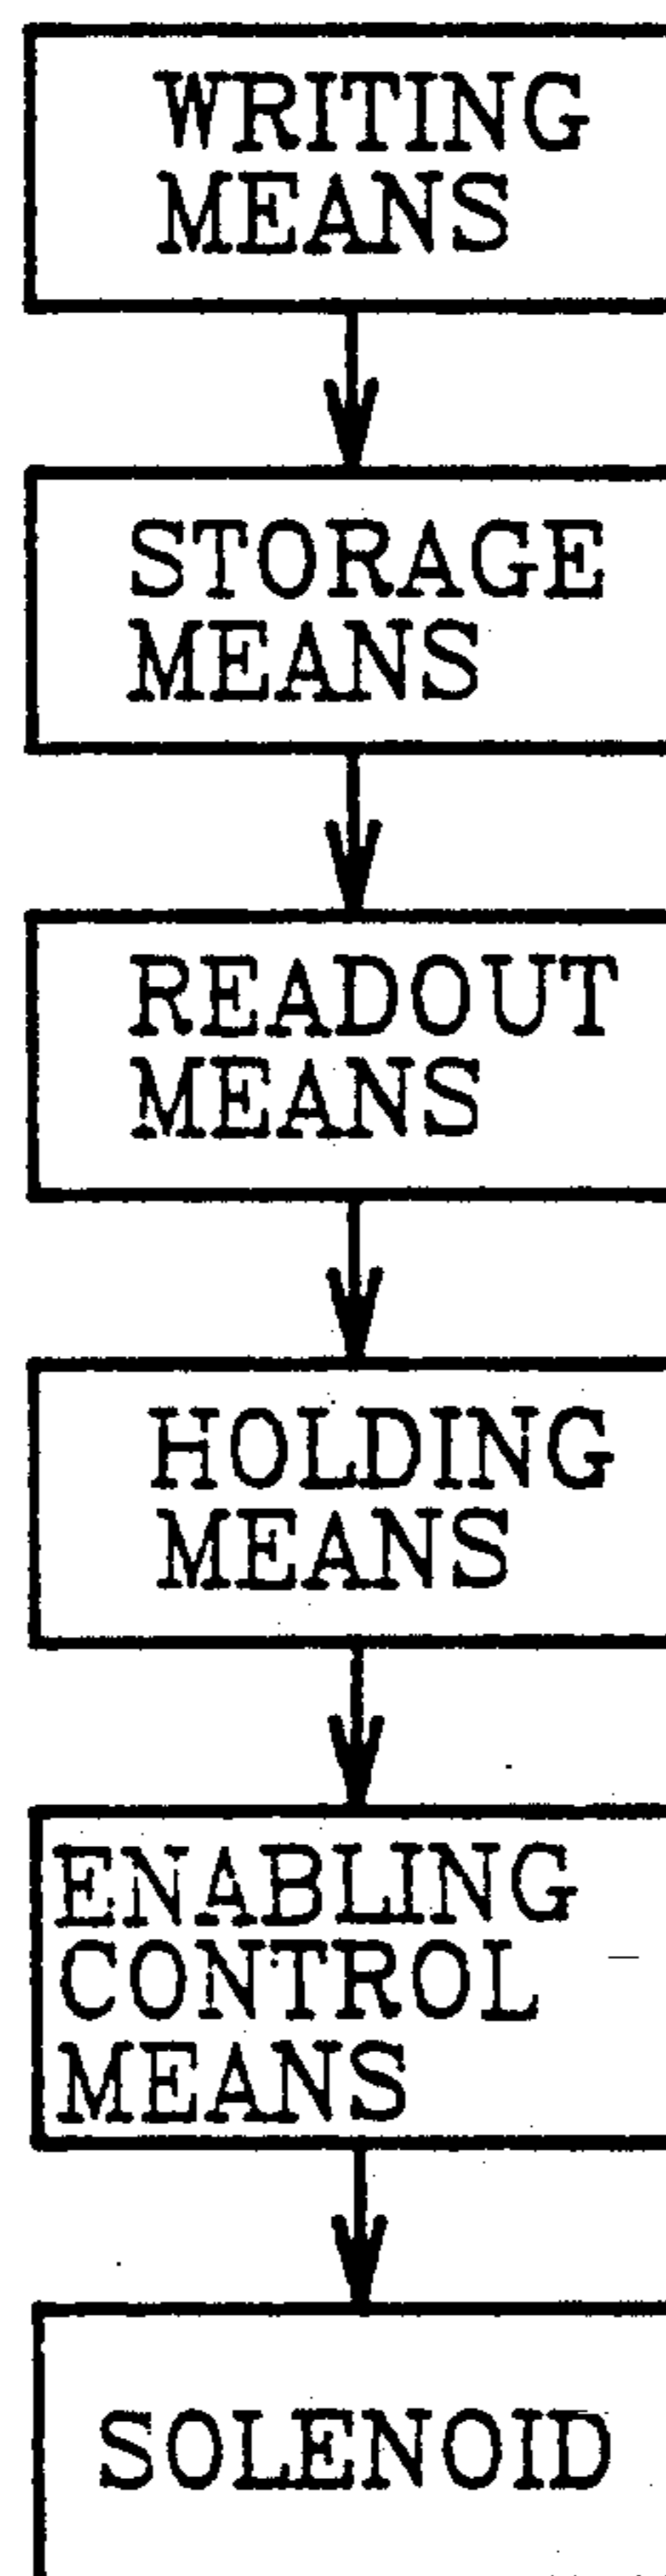 WRITING
MEANS
STORAGE
MEANS
READOUT
MEANS
HOLDING
MEANS
ENABLING
CONTROL
MEANS
SOLENOID